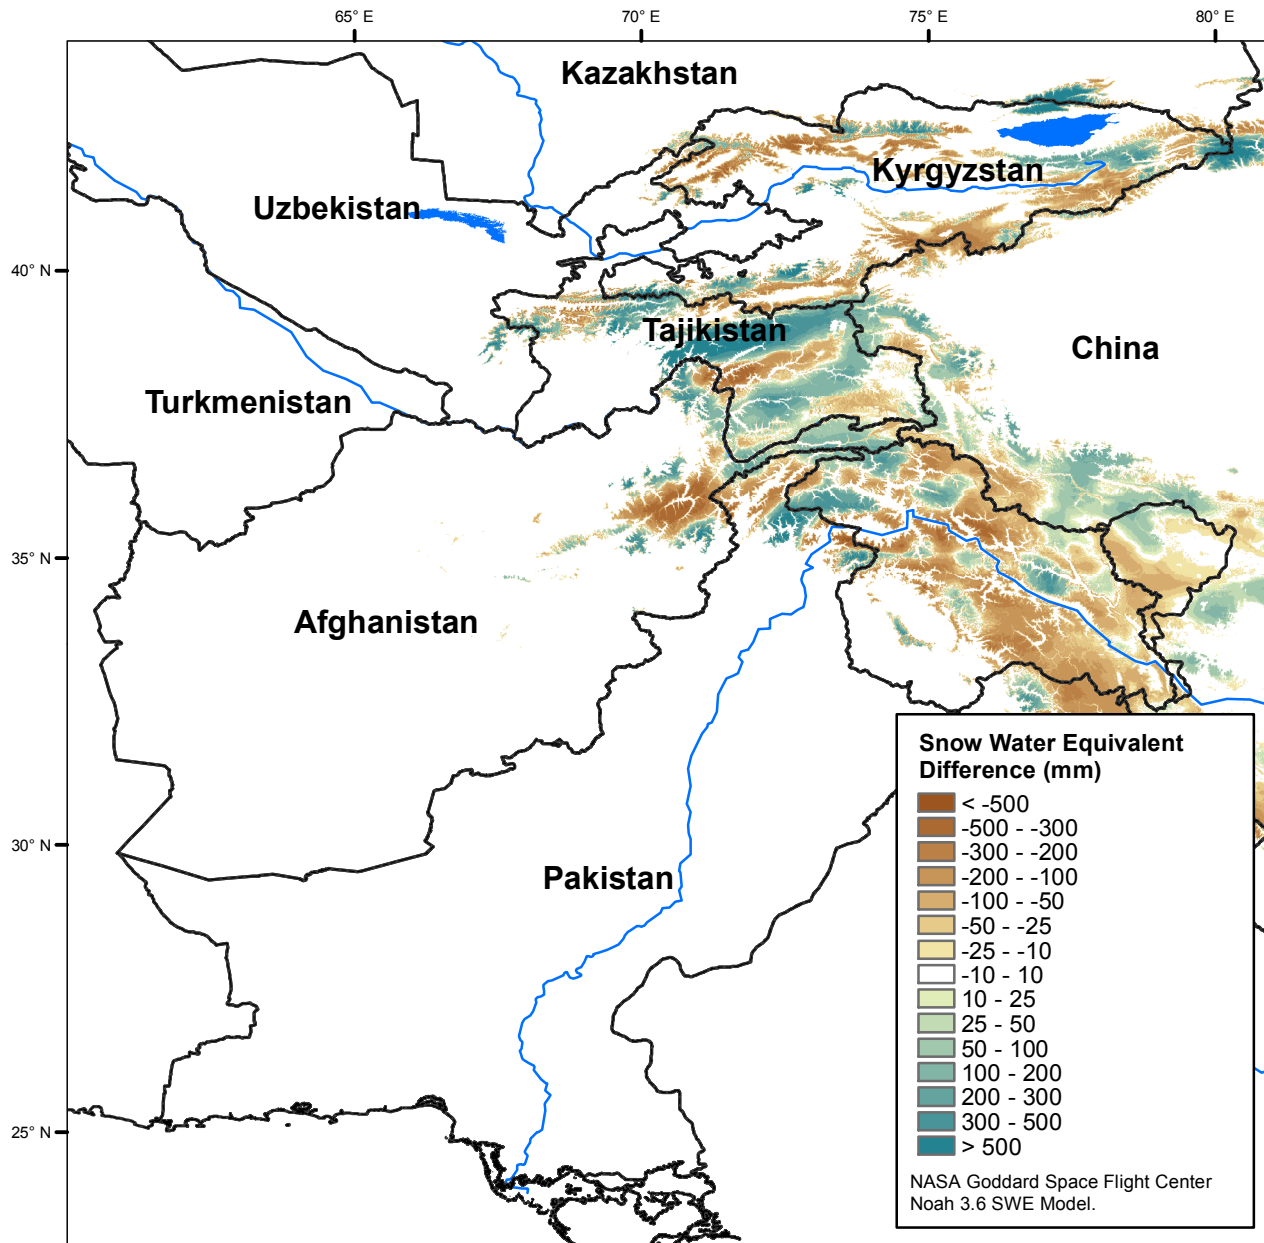 65° E
70° E
75° E
80° E
Kazakhstan
Kyrgyzstan
Uzbekistan
40° N
Tajikistan
China
Turkmenistan
35° N
Afghanistan
30° N
Pakistan
25° N
Snow Water Equivalent
Difference (mm)
< -500
-500 - -300
-300 - -200
-200 - -100
-100 - -50
-50 - -25
-25 - -10
-10 - 10
10 - 25
25 - 50
50 - 100
100 - 200
200 - 300
300 - 500
> 500
NASA Goddard Space Flight Center
Noah 3.6 SWE Model.